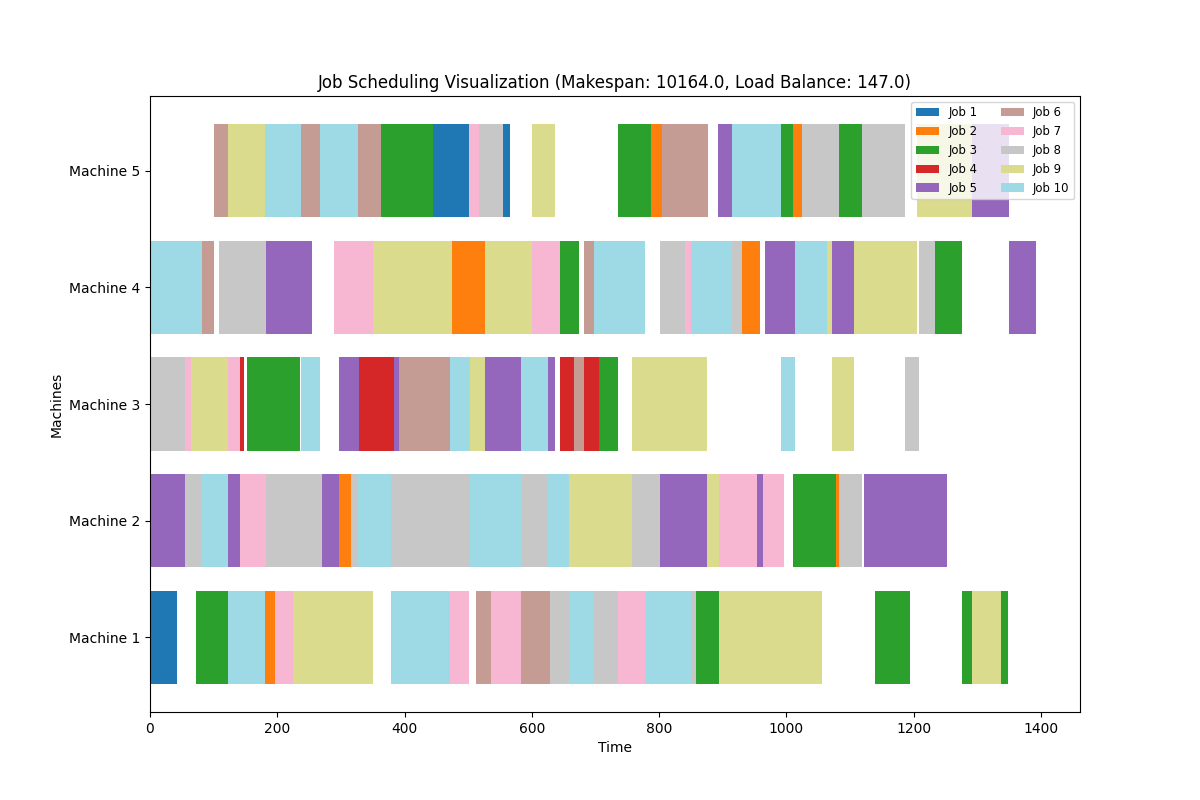 Job Scheduling Visualization (Makespan: 10164.0, Load Balance: 147.0)
Job 1
Job 2
Job 3
Job 4
Job 5
Job 6
Job 7
Job 8
Job 9
Job 10
Machine 5
Machine 4
Machine 3
Machine 2
Machine 1
Machines
0 200 400 600 800 1000 1200 1400
Time